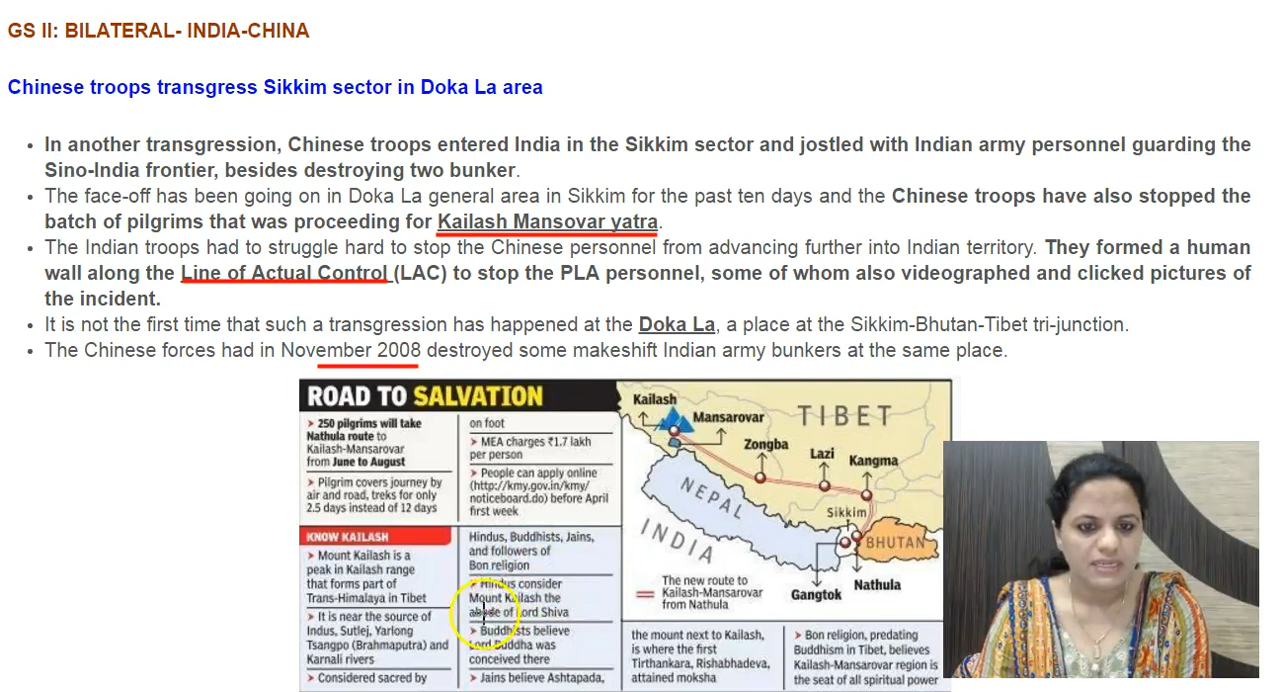 GS II: BILATERAL- INDIA-CHINA
Chinese troops transgress Sikkim sector in Doka La area
• In another transgression, Chinese troops entered India in the Sikkim sector and jostled with Indian army personnel guarding the
Sino-India frontier, besides destroying two bunker.
• The face-off has been going on in Doka La general area in Sikkim for the past ten days and the Chinese troops have also stopped the
batch of pilgrims that was proceeding for Kailash Mansovar yatra.
• The Indian troops had to struggle hard to stop the Chinese personnel from advancing further into Indian territory. They formed a human
wall along the Line of Actual Control (LAC) to stop the PLA personnel, some of whom also videographed and clicked pictures of
the incident.
• It is not the first time that such a transgression has happened at the Doka La, a place at the Sikkim-Bhutan-Tibet tri-junction.
• The Chinese forces had in November 2008 destroyed some makeshift Indian army bunkers at the same place.
ROAD TO SALVATION
➤ 250 pilgrims will take
Nathula route to
Kailash-Mansarovar
from June to August
➤ Pilgrim covers journey by
air and road, treks for only
2.5 days instead of 12 days
on foot
➤ MEA charges ₹1.7 lakh
per person
➤ People can apply online
(http://kmy.gov.in/kmy/
noticeboard.do) before April
first week
KNOW KAILASH
➤ Mount Kailash is a
peak in Kailash range
that forms part of
Trans-Himalaya in Tibet
➤ It is near the source of
Indus, Sutlej, Yarlong
Tsangpo (Brahmaputra) and
Karnali rivers
➤ Considered sacred by
Hindus, Buddhists, Jains,
and followers of
Bon religion
➤ Hindus consider
Mount Kailash the
abode of Lord Shiva
➤ Buddhists believe
Lord Buddha was
conceived there
➤ Jains believe Ashtapada,
the mount next to Kailash,
is where the first
Tirthankara, Rishabhadeva,
attained moksha
➤ Bon religion, predating
Buddhism in Tibet, believes
Kailash-Mansarovar region is
the seat of all spiritual power
Kailash
Mansarovar
TIBET
Zongba
Lazi
Kangma
NEPAL
Sikkim
INDIA
BHUTAN
The new route to
Kailash-Mansarovar
from Nathula
Gangtok
Nathula